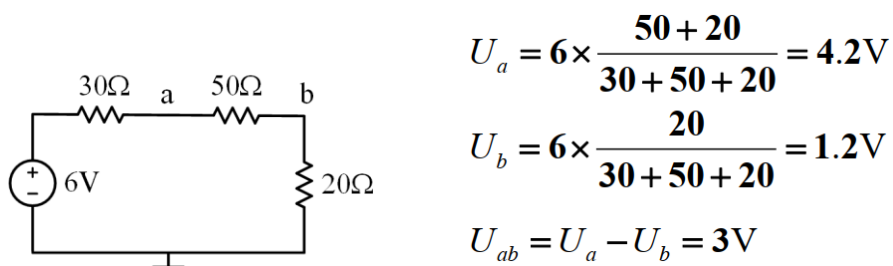 30Ω a 50Ω b
+
−
6V
20Ω
U_a = 6 × (50 + 20)/(30 + 50 + 20) = 4.2V
U_b = 6 × 20/(30 + 50 + 20) = 1.2V
U_ab = U_a − U_b = 3V